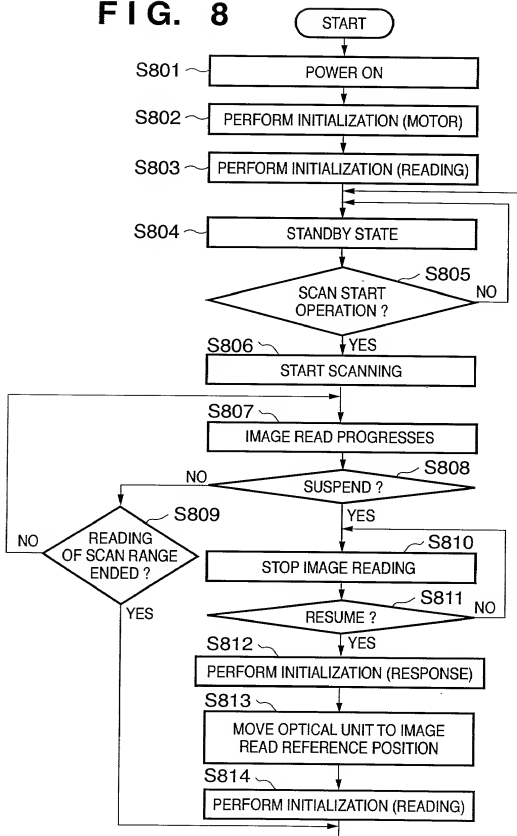 FIG. 8
START
S801
POWER ON
S802
PERFORM INITIALIZATION (MOTOR)
S803
PERFORM INITIALIZATION (READING)
S804
STANDBY STATE
S805
SCAN START
OPERATION ?
NO
YES
S806
START SCANNING
S807
IMAGE READ PROGRESSES
S808
SUSPEND ?
NO
YES
S809
READING
OF SCAN RANGE
ENDED ?
NO
YES
S810
STOP IMAGE READING
S811
RESUME ?
NO
YES
S812
PERFORM INITIALIZATION (RESPONSE)
S813
MOVE OPTICAL UNIT TO IMAGE
READ REFERENCE POSITION
S814
PERFORM INITIALIZATION (READING)